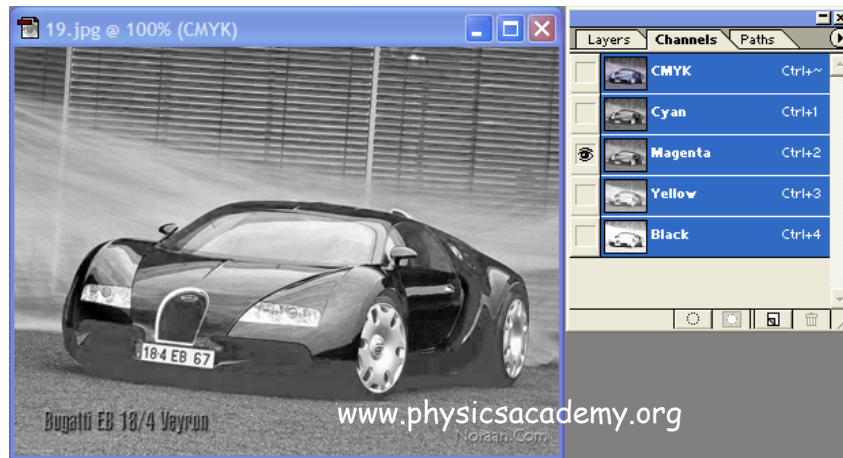 19.jpg @ 100% (CMYK)
Layers Channels Paths
CMYK Ctrl+~
Cyan Ctrl+1
Magenta Ctrl+2
Yellow Ctrl+3
Black Ctrl+4
18·4 EB 67
www.physicsacademy.org
Bugatti EB 18/4 Veyron
Noraan.Com